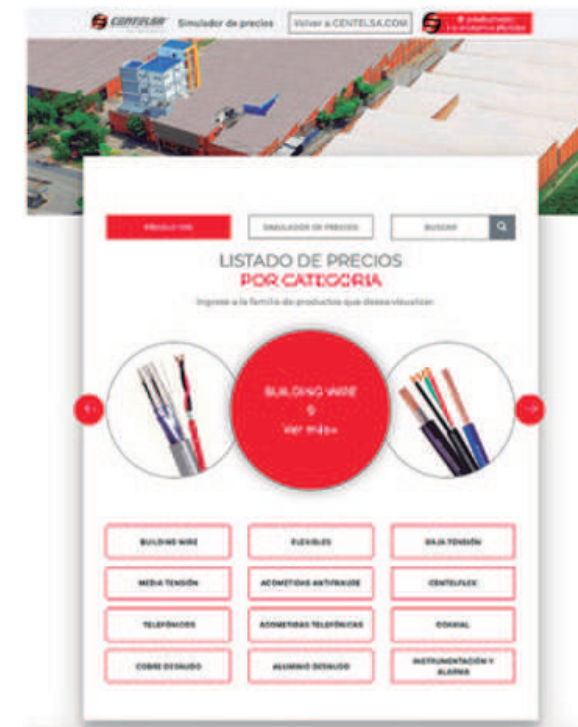 CENTELSA
Simulador de precios
Volver a CENTELSA.COM
PRODUCTOS
SIMULADOR DE PRECIOS
BUSCAR
LISTADO DE PRECIOS
POR CATEGORIA
Ingrese a la familia de productos que desea visualizar
BUILDING WIRE
9
Ver más»
BUILDING WIRE
FLEXIBLES
BAJA TENSIÓN
MEDIA TENSIÓN
ACOMETIDAS ANTIFRAUDE
CENTELFLEX
TELEFÓNICOS
ACOMETIDAS TELEFÓNICAS
COAXIAL
COBRE DESNUDO
ALUMINIO DESNUDO
INSTRUMENTACIÓN Y
ALARMA